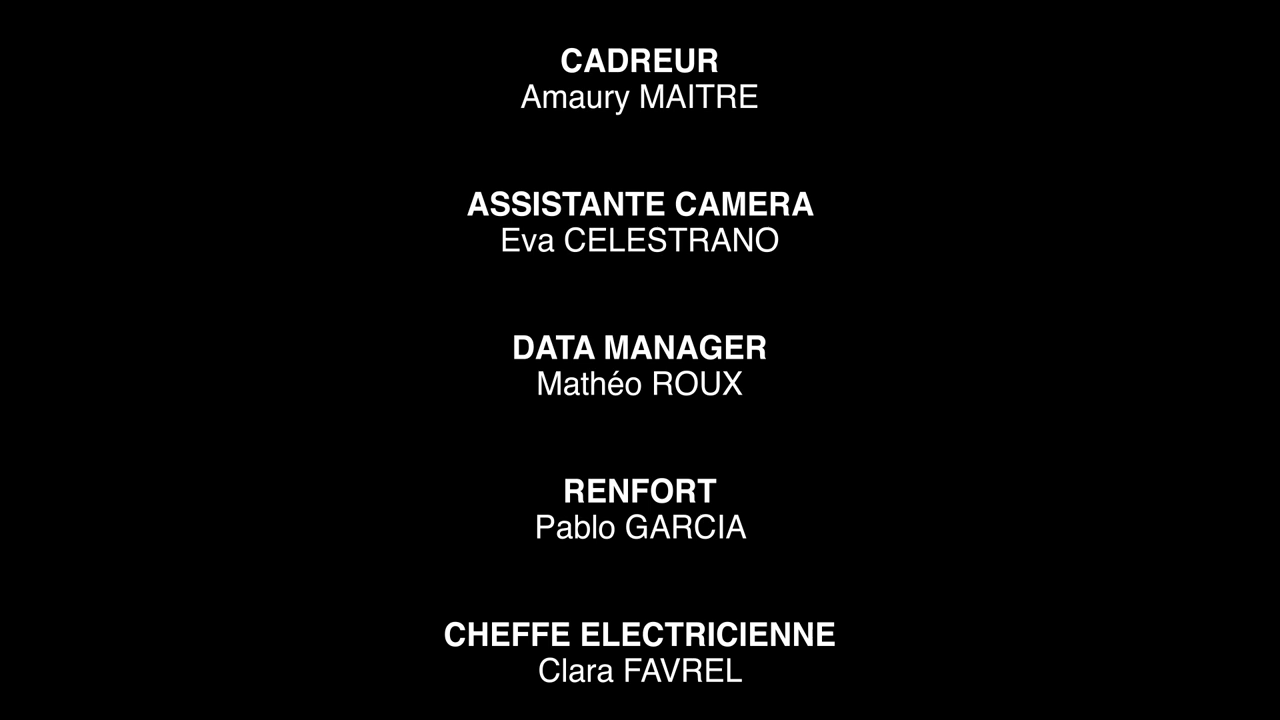 CADREUR
Amaury MAITRE
ASSISTANTE CAMERA
Eva CELESTRANO
DATA MANAGER
Mathéo ROUX
RENFORT
Pablo GARCIA
CHEFFE ELECTRICIENNE
Clara FAVREL